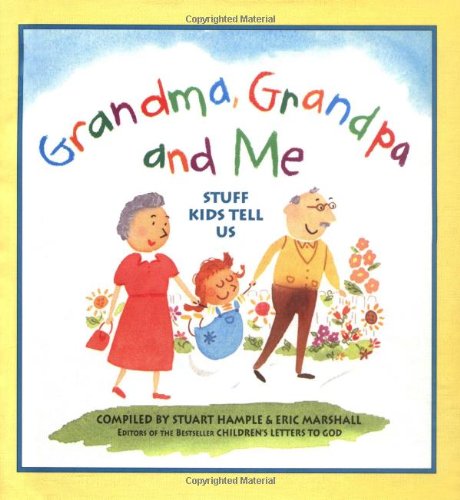 Copyrighted Material
Grandma, Grandpa
and Me
STUFF
KIDS TELL
US
COMPILED BY STUART HAMPLE & ERIC MARSHALL
EDITORS OF THE BESTSELLER CHILDREN'S LETTERS TO GOD
Copyrighted Material